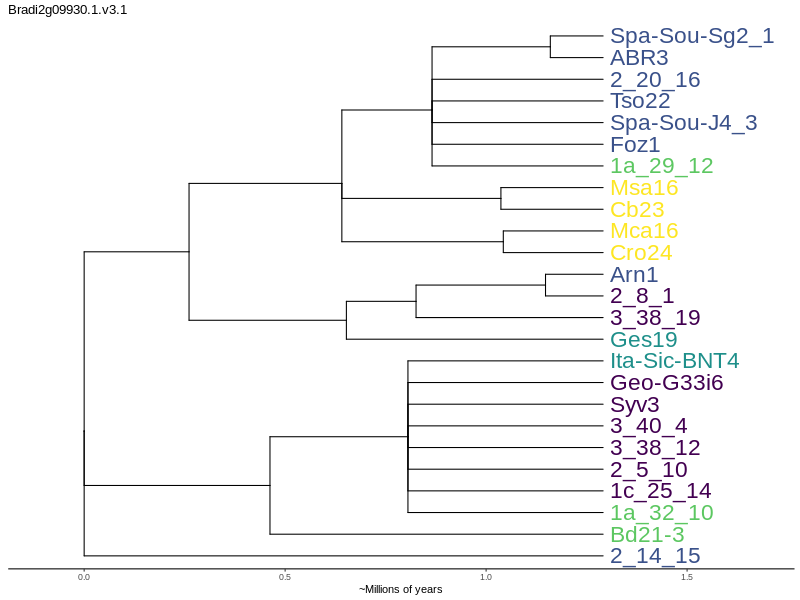 Bradi2g09930.1.v3.1
Spa-Sou-Sg2_1
ABR3
2_20_16
Tso22
Spa-Sou-J4_3
Foz1
1a_29_12
Msa16
Cb23
Mca16
Cro24
Arn1
2_8_1
3_38_19
Ges19
Ita-Sic-BNT4
Geo-G33i6
Syv3
3_40_4
3_38_12
2_5_10
1c_25_14
1a_32_10
Bd21-3
2_14_15
0.0 0.5 1.0 1.5
~Millions of years